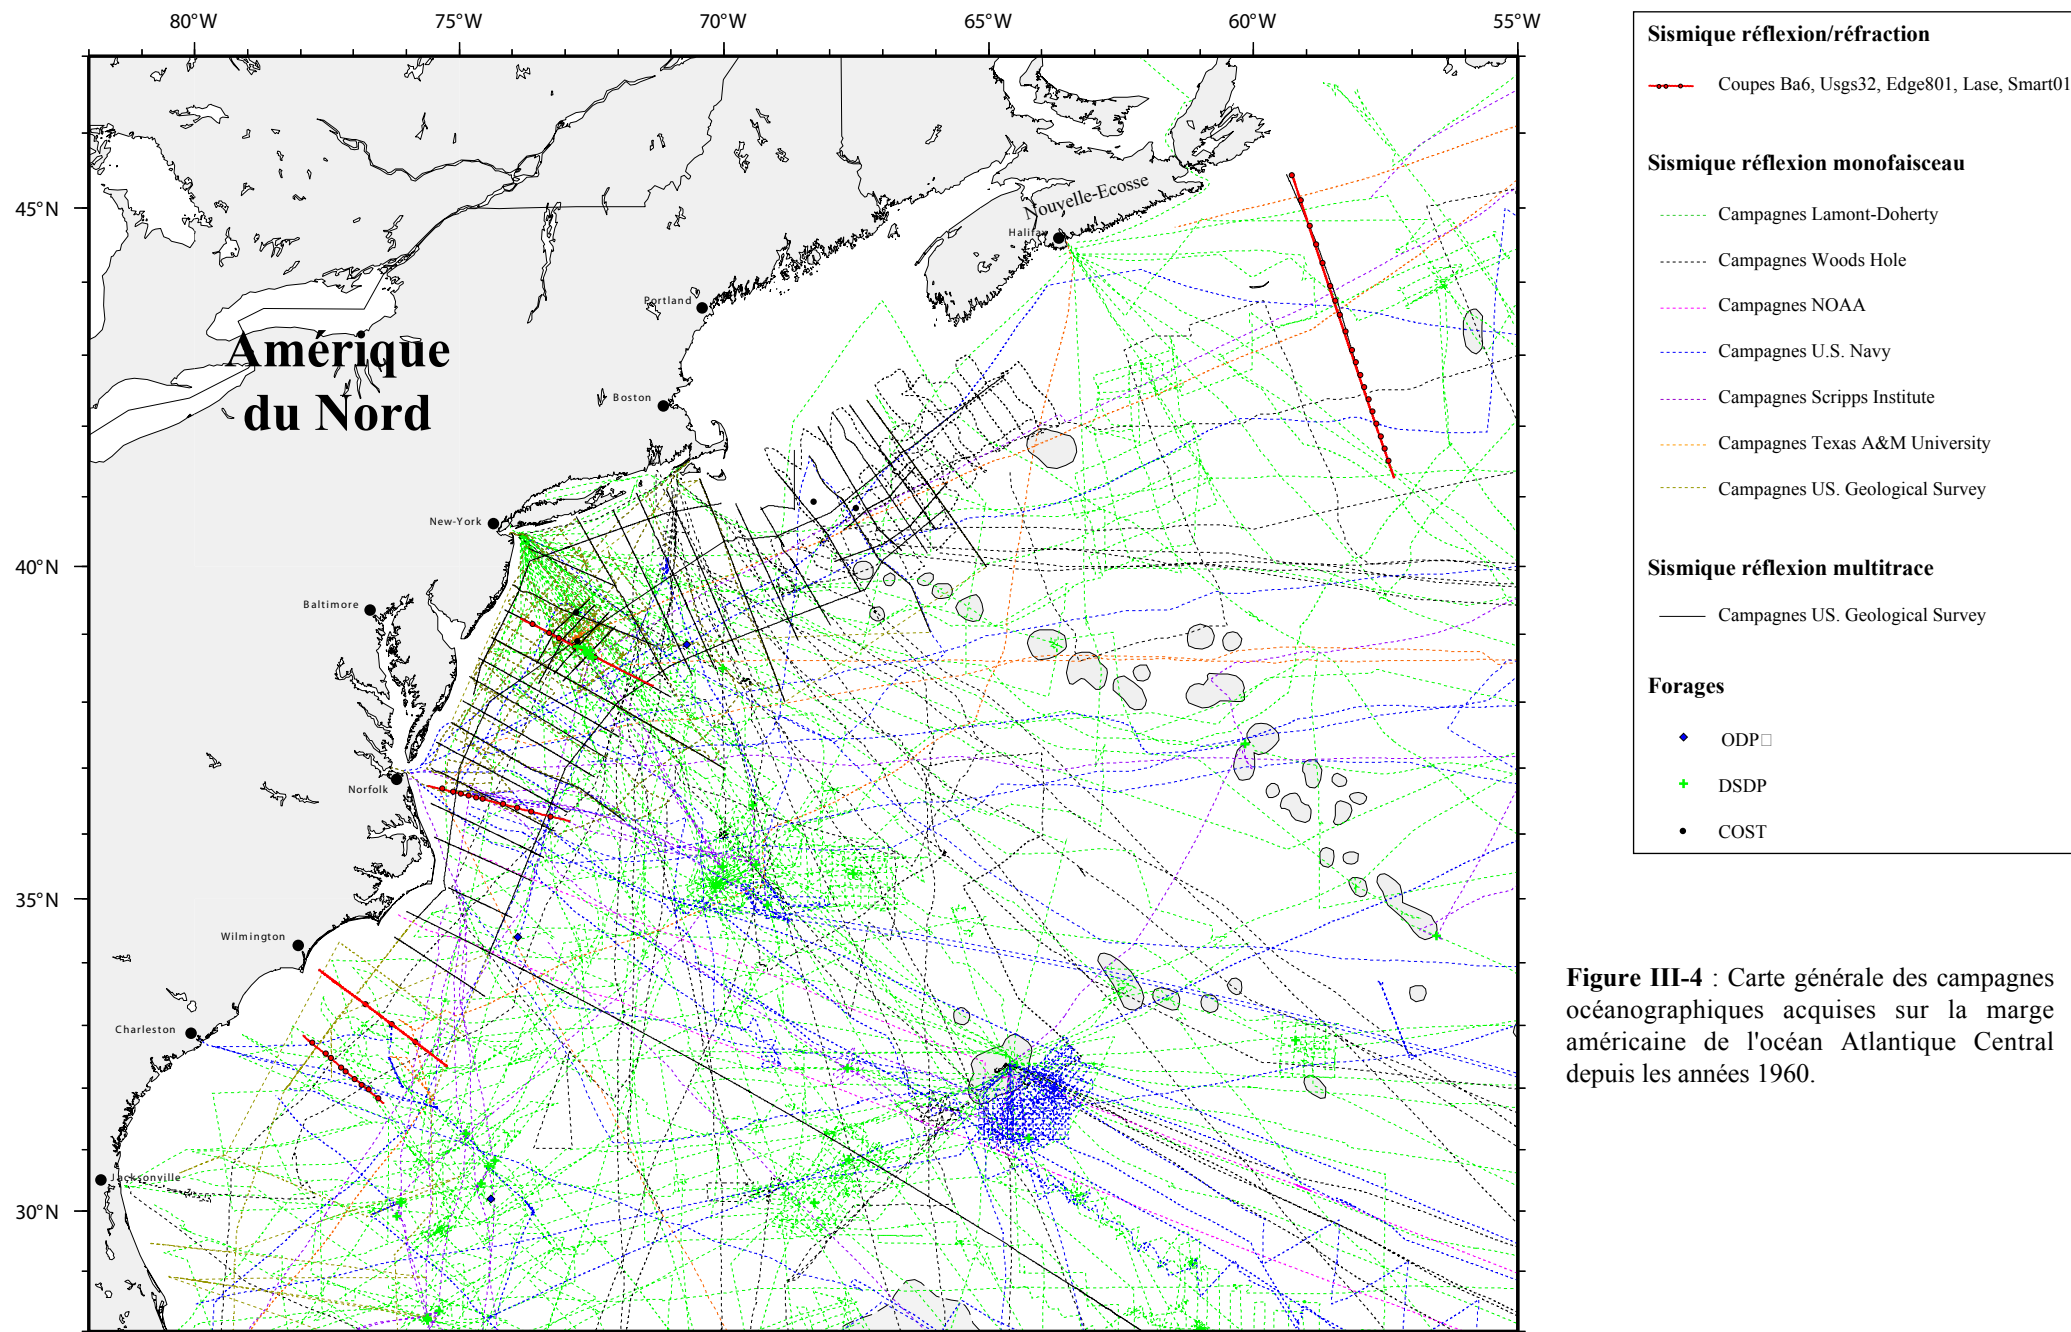 80°W 75°W 70°W 65°W 60°W 55°W
45°N
40°N
35°N
30°N
Amérique
du Nord
Nouvelle-Ecosse
Halifax
Portland
Boston
New-York
Baltimore
Norfolk
Wilmington
Charleston
Jacksonville
Sismique réflexion/réfraction
Coupes Ba6, Usgs32, Edge801, Lase, Smart01
Sismique réflexion monofaisceau
Campagnes Lamont-Doherty
Campagnes Woods Hole
Campagnes NOAA
Campagnes U.S. Navy
Campagnes Scripps Institute
Campagnes Texas A&M University
Campagnes US. Geological Survey
Sismique réflexion multitrace
Campagnes US. Geological Survey
Forages
ODP□
DSDP
COST
Figure III-4 : Carte générale des campagnes
océanographiques acquises sur la marge
américaine de l'océan Atlantique Central
depuis les années 1960.